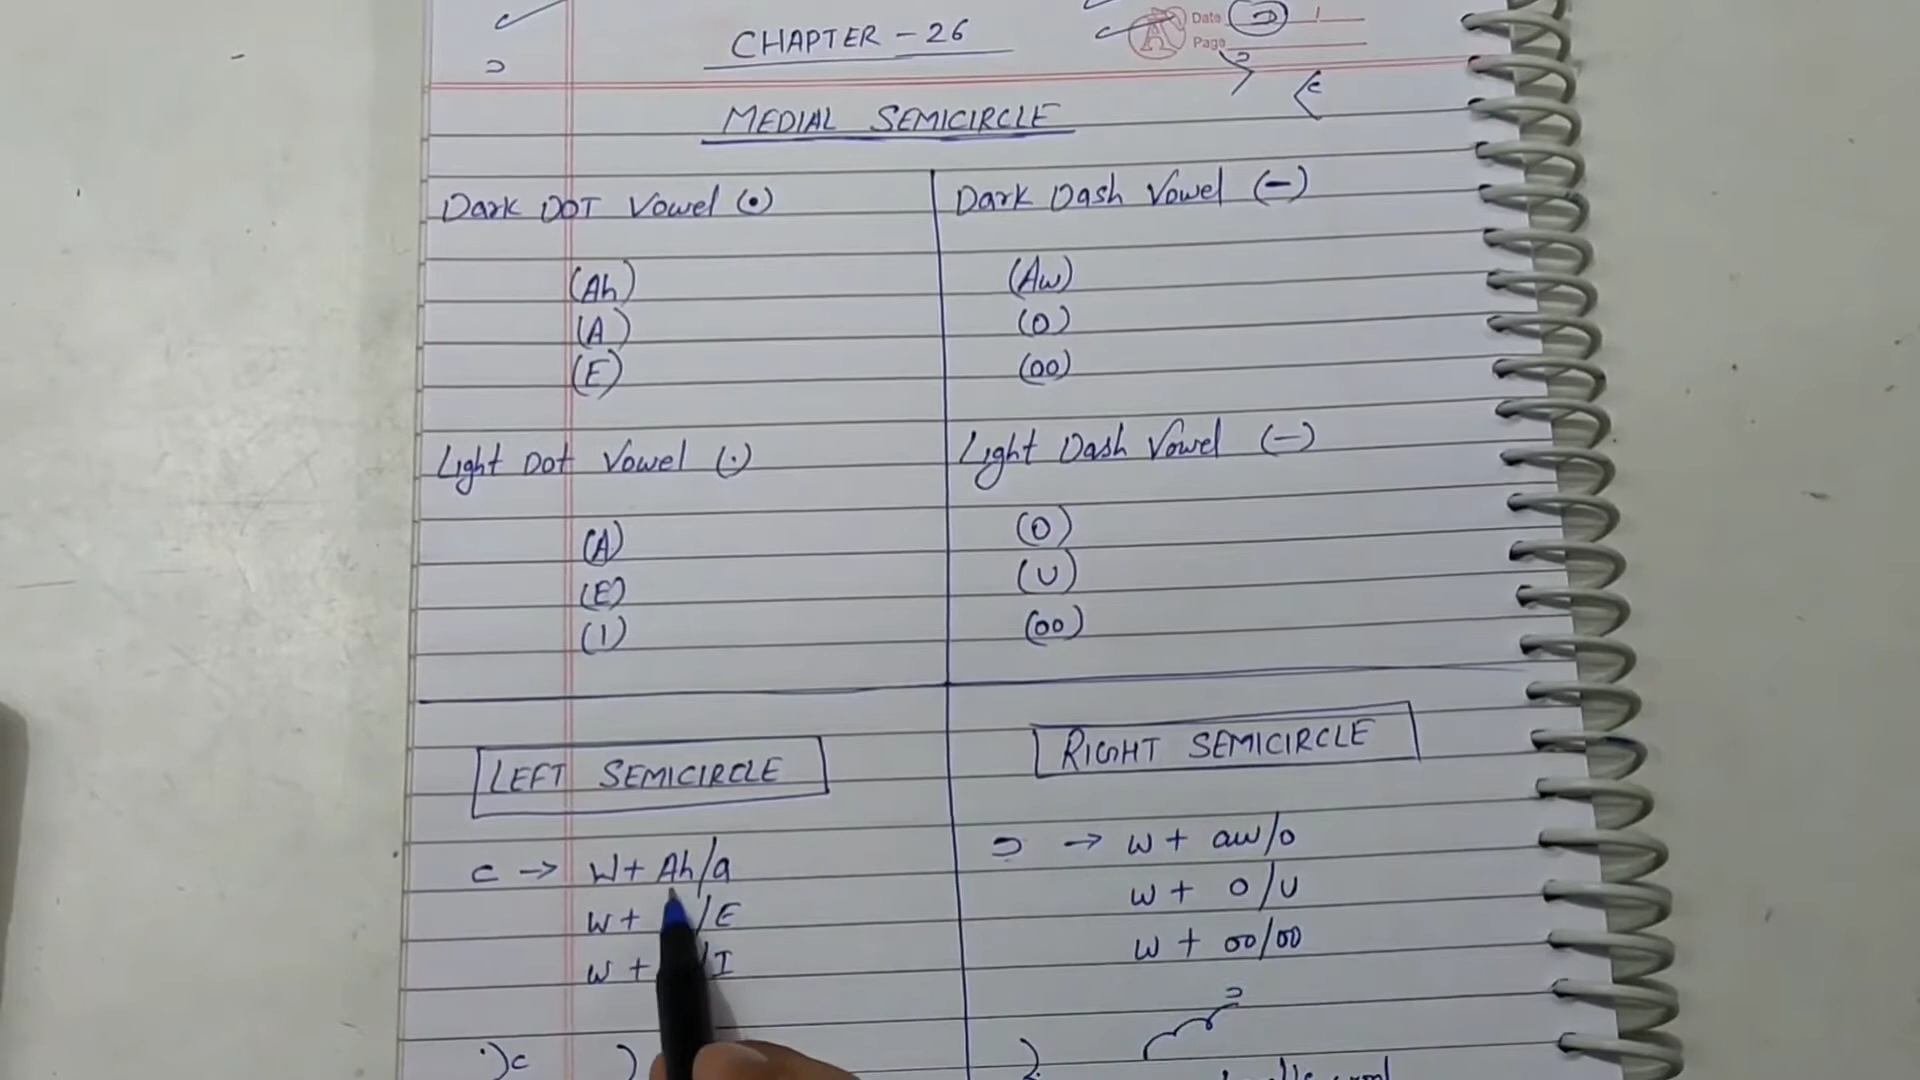 CHAPTER - 26
Date
Page
MEDIAL SEMICIRCLE
Dark DOT Vowel (•)
(Ah)
(A)
(E)
Dark Dash Vowel (–)
(Aw)
(O)
(oo)
Light Dot Vowel (.)
(A)
(E)
(I)
Light Dash Vowel (–)
(O)
(U)
(oo)
LEFT SEMICIRCLE
c → W + Ah/a
W + /E
W + /I
RIGHT SEMICIRCLE
ɔ → W + aw/o
W + O/U
W + oo/oo